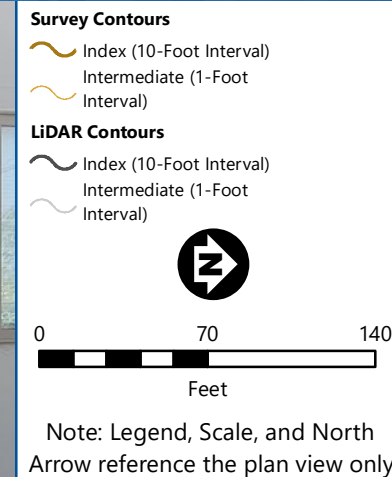 Survey Contours
Index (10-Foot Interval)
Intermediate (1-Foot
Interval)
LiDAR Contours
Index (10-Foot Interval)
Intermediate (1-Foot
Interval)
N
0 70 140
Feet
Note: Legend, Scale, and North
Arrow reference the plan view only